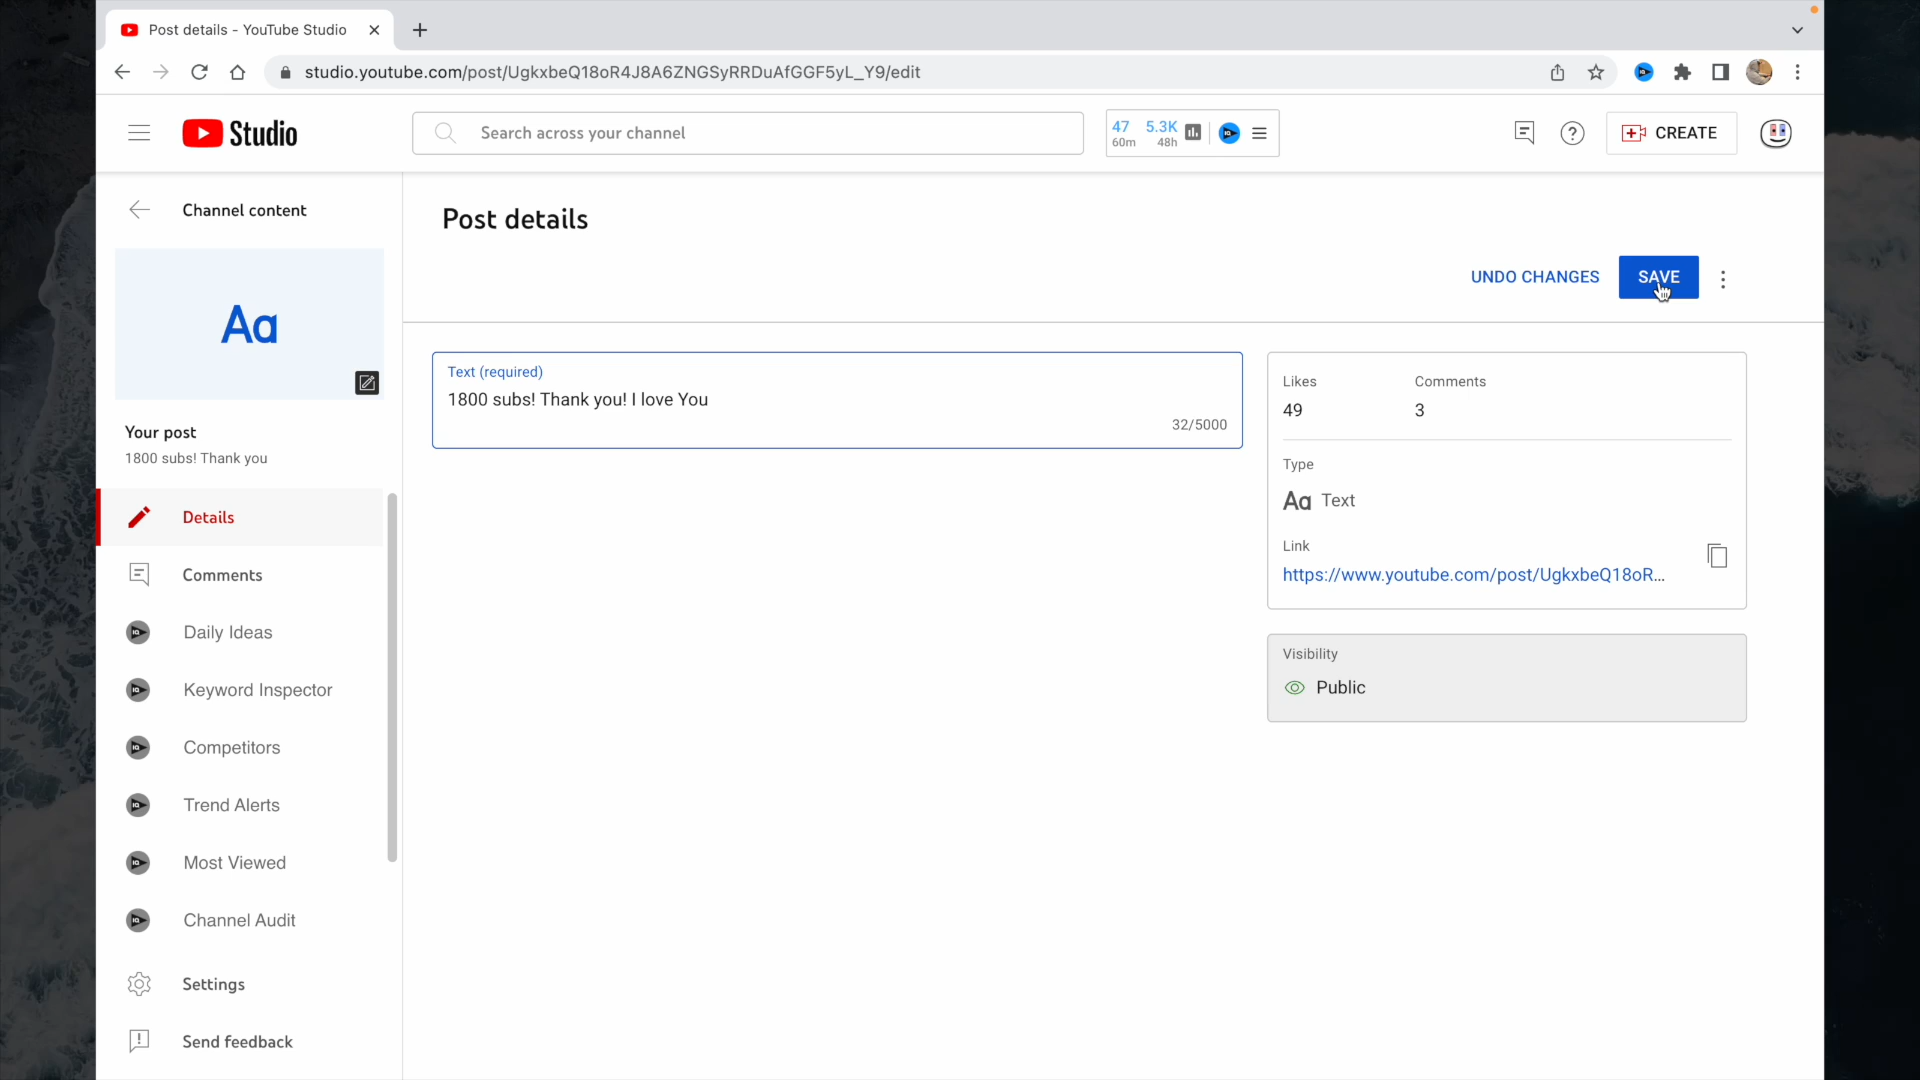 Post details - YouTube Studio
studio.youtube.com/post/UgkxbeQ18oR4J8A6ZNGSyRRDuAfGGF5yL_Y9/edit
Studio
Search across your channel
47 5.3K
60m 48h
CREATE
Channel content
Aa
Your post
1800 subs! Thank you
Details
Comments
Daily Ideas
Keyword Inspector
Competitors
Trend Alerts
Most Viewed
Channel Audit
Settings
Send feedback
Post details
UNDO CHANGES
SAVE
Text (required)
1800 subs! Thank you! I love You
32/5000
Likes Comments
49 3
Type
Aa Text
Link
https://www.youtube.com/post/UgkxbeQ18oR...
Visibility
Public